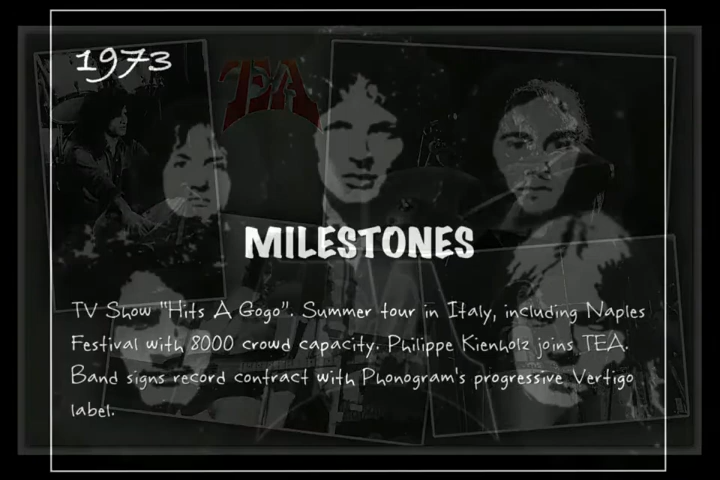 1973
TEA
MILESTONES
TV Show "Hits A Gogo". Summer tour in Italy, including Naples
Festival with 8000 crowd capacity. Philippe Kienholz joins TEA.
Band signs record contract with Phonogram's progressive Vertigo
label.